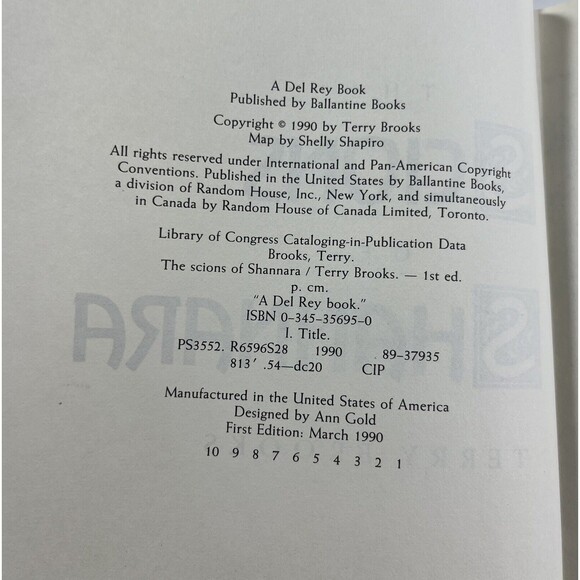 A Del Rey Book
Published by Ballantine Books
Copyright © 1990 by Terry Brooks
Map by Shelly Shapiro
All rights reserved under International and Pan-American Copyright
Conventions. Published in the United States by Ballantine Books,
a division of Random House, Inc., New York, and simultaneously
in Canada by Random House of Canada Limited, Toronto.
Library of Congress Cataloging-in-Publication Data
Brooks, Terry.
The scions of Shannara / Terry Brooks. — 1st ed.
p. cm.
"A Del Rey book."
ISBN 0-345-35695-0
I. Title.
PS3552. R6596S28 1990 89-37935
813' .54—dc20 CIP
Manufactured in the United States of America
Designed by Ann Gold
First Edition: March 1990
10 9 8 7 6 5 4 3 2 1